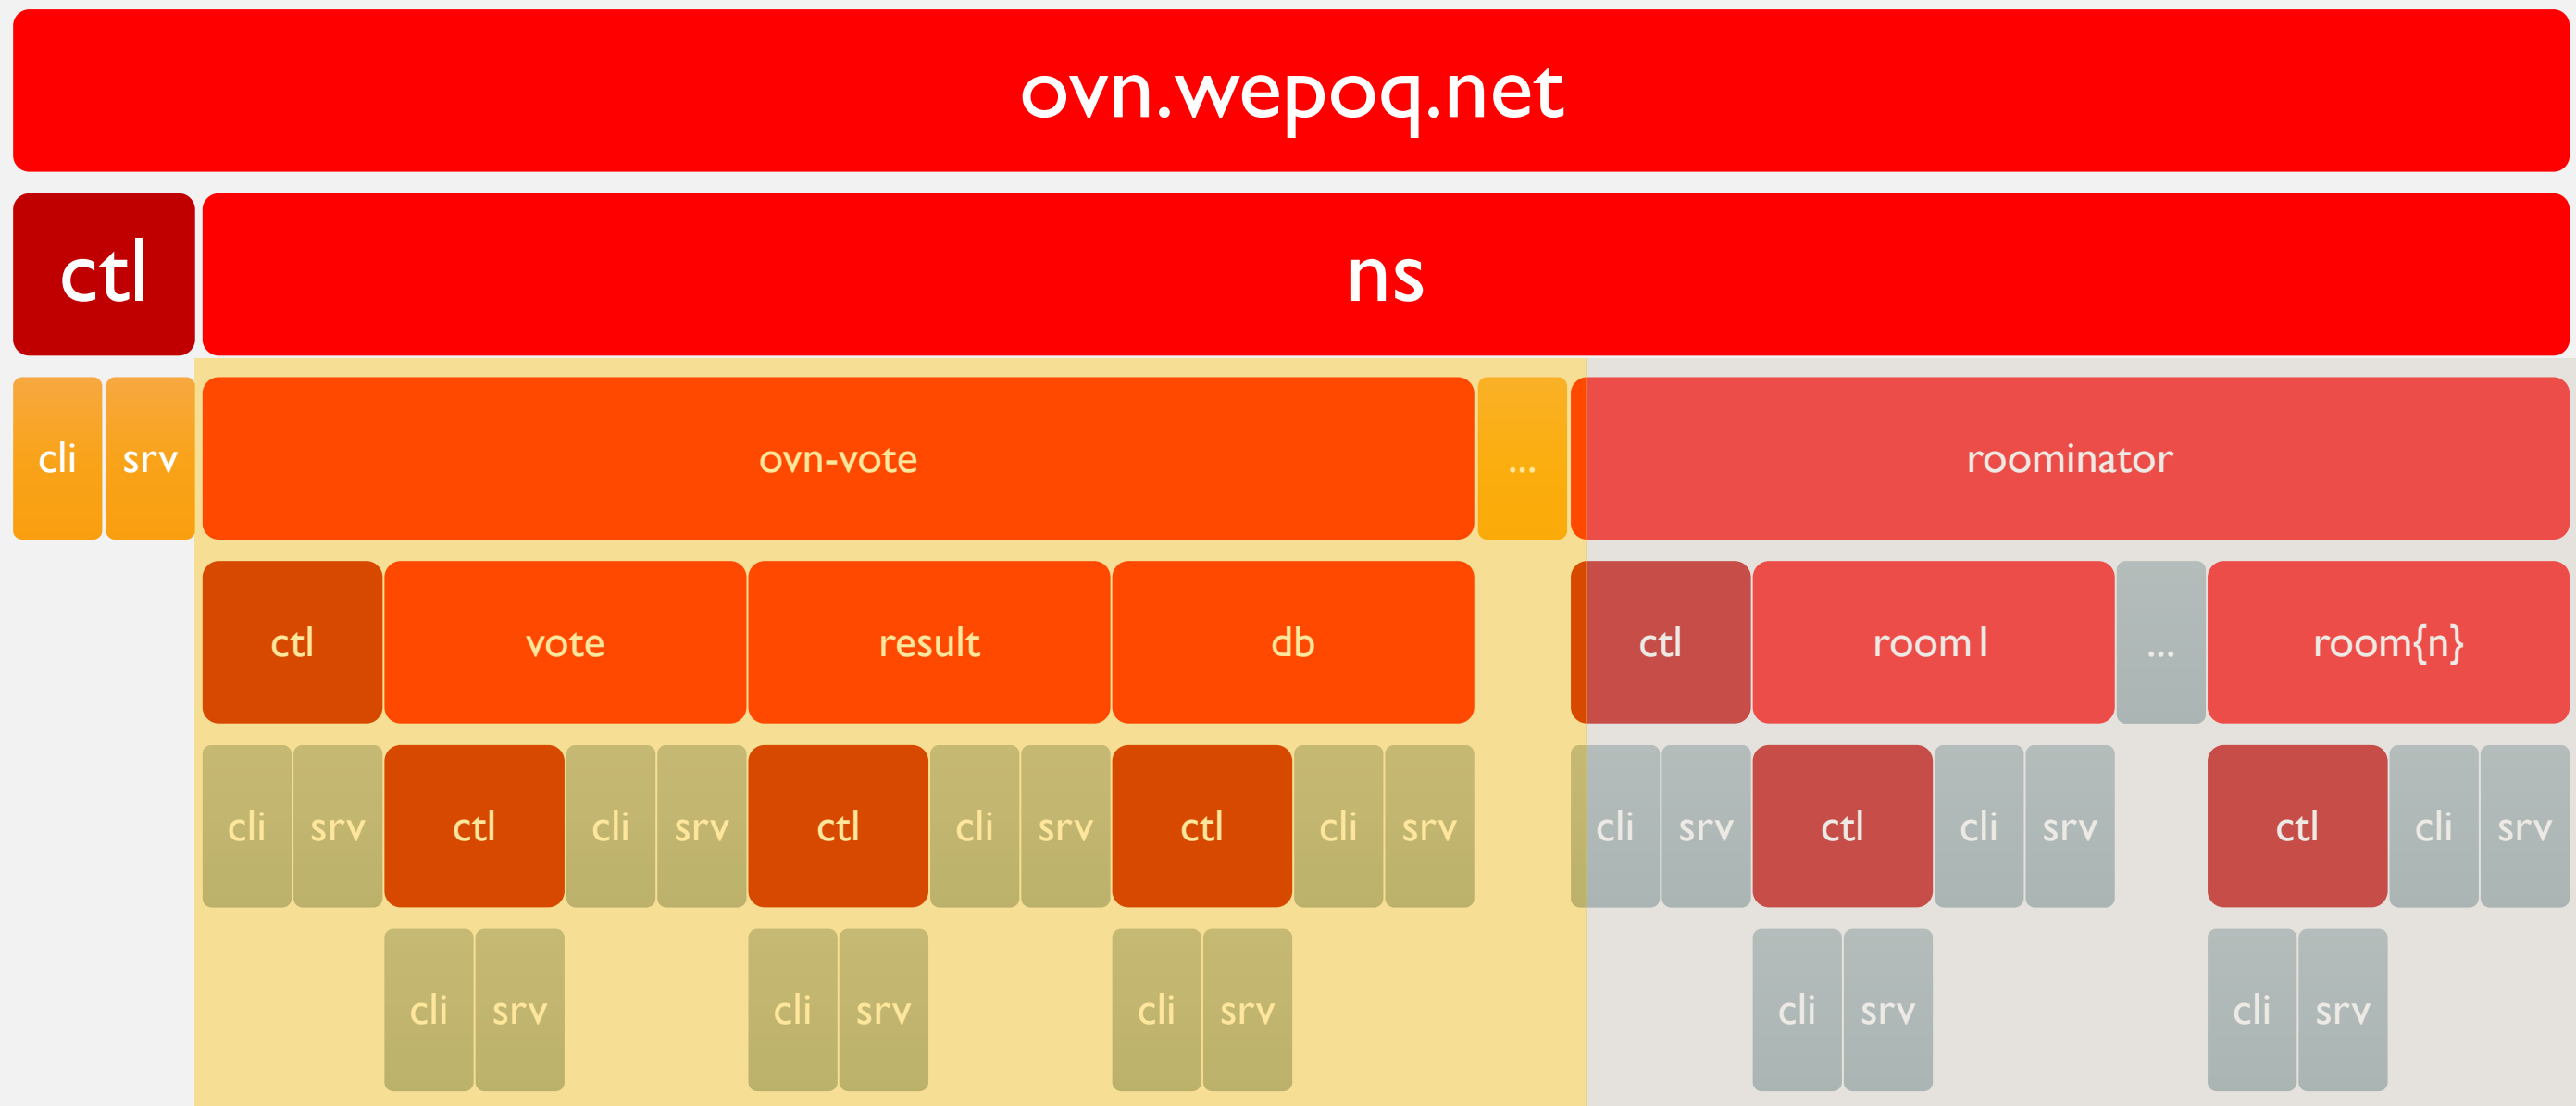 ovn.wepoq.net
ctl ns
cli srv ovn-vote ... roominator
ctl vote result db ctl room1 ... room{n}
cli srv ctl cli srv ctl cli srv ctl cli srv cli srv ctl cli srv ctl cli srv
cli srv cli srv cli srv cli srv cli srv